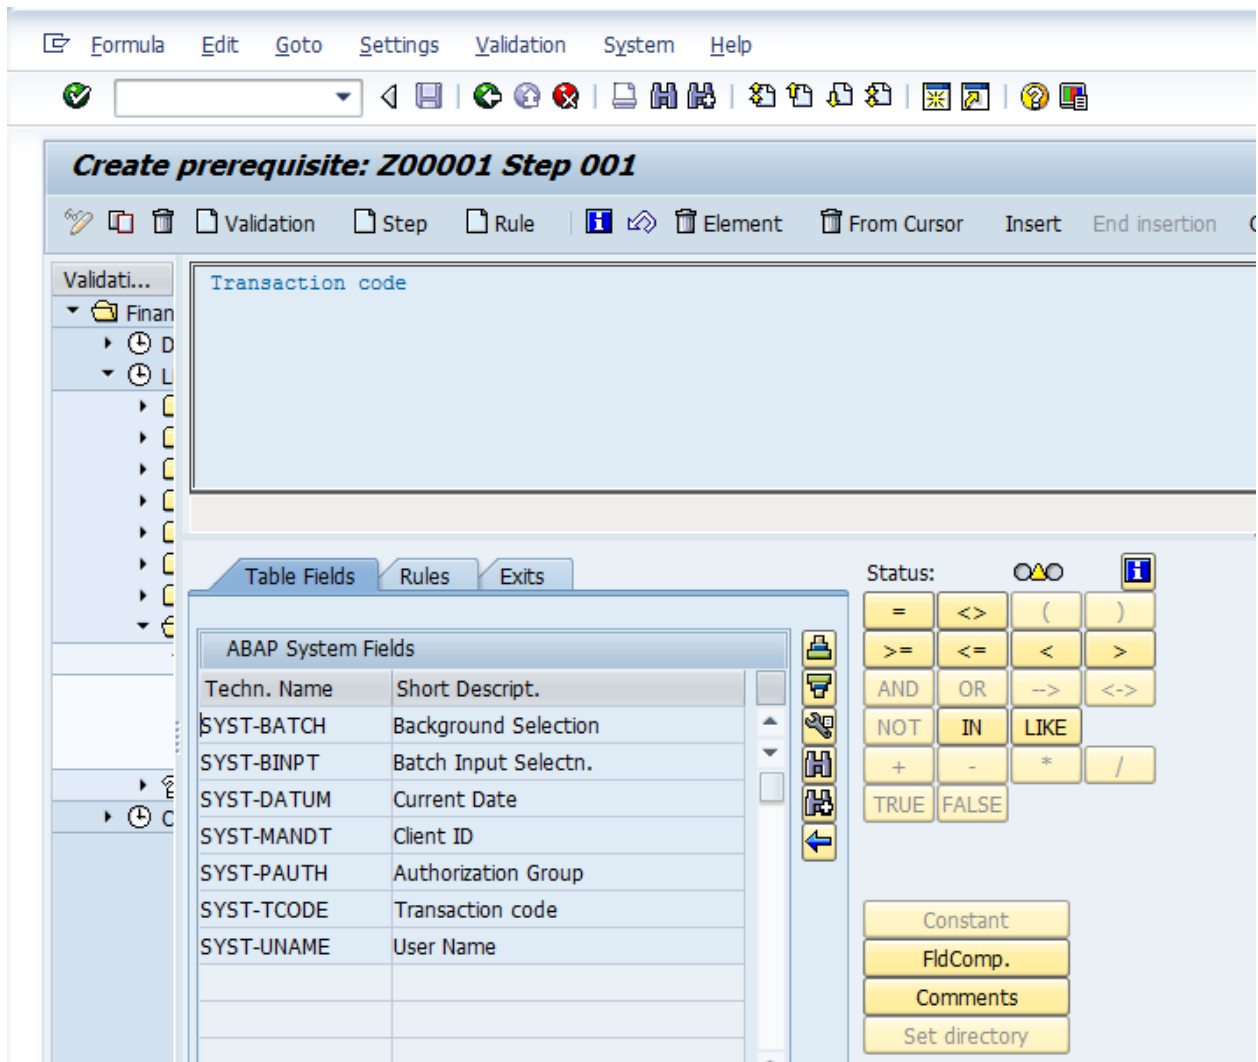 Formula Edit Goto Settings Validation System Help
Create prerequisite: Z00001 Step 001
Validation Step Rule Element From Cursor Insert End insertion
Validati...
Transaction code
Finan
D
Li
C
Table Fields Rules Exits
Status:
ABAP System Fields
Techn. Name Short Descript.
SYST-BATCH Background Selection
SYST-BINPT Batch Input Selectn.
SYST-DATUM Current Date
SYST-MANDT Client ID
SYST-PAUTH Authorization Group
SYST-TCODE Transaction code
SYST-UNAME User Name
= <> ( )
>= <= < >
AND OR --> <->
NOT IN LIKE
+ - * /
TRUE FALSE
Constant
FldComp.
Comments
Set directory